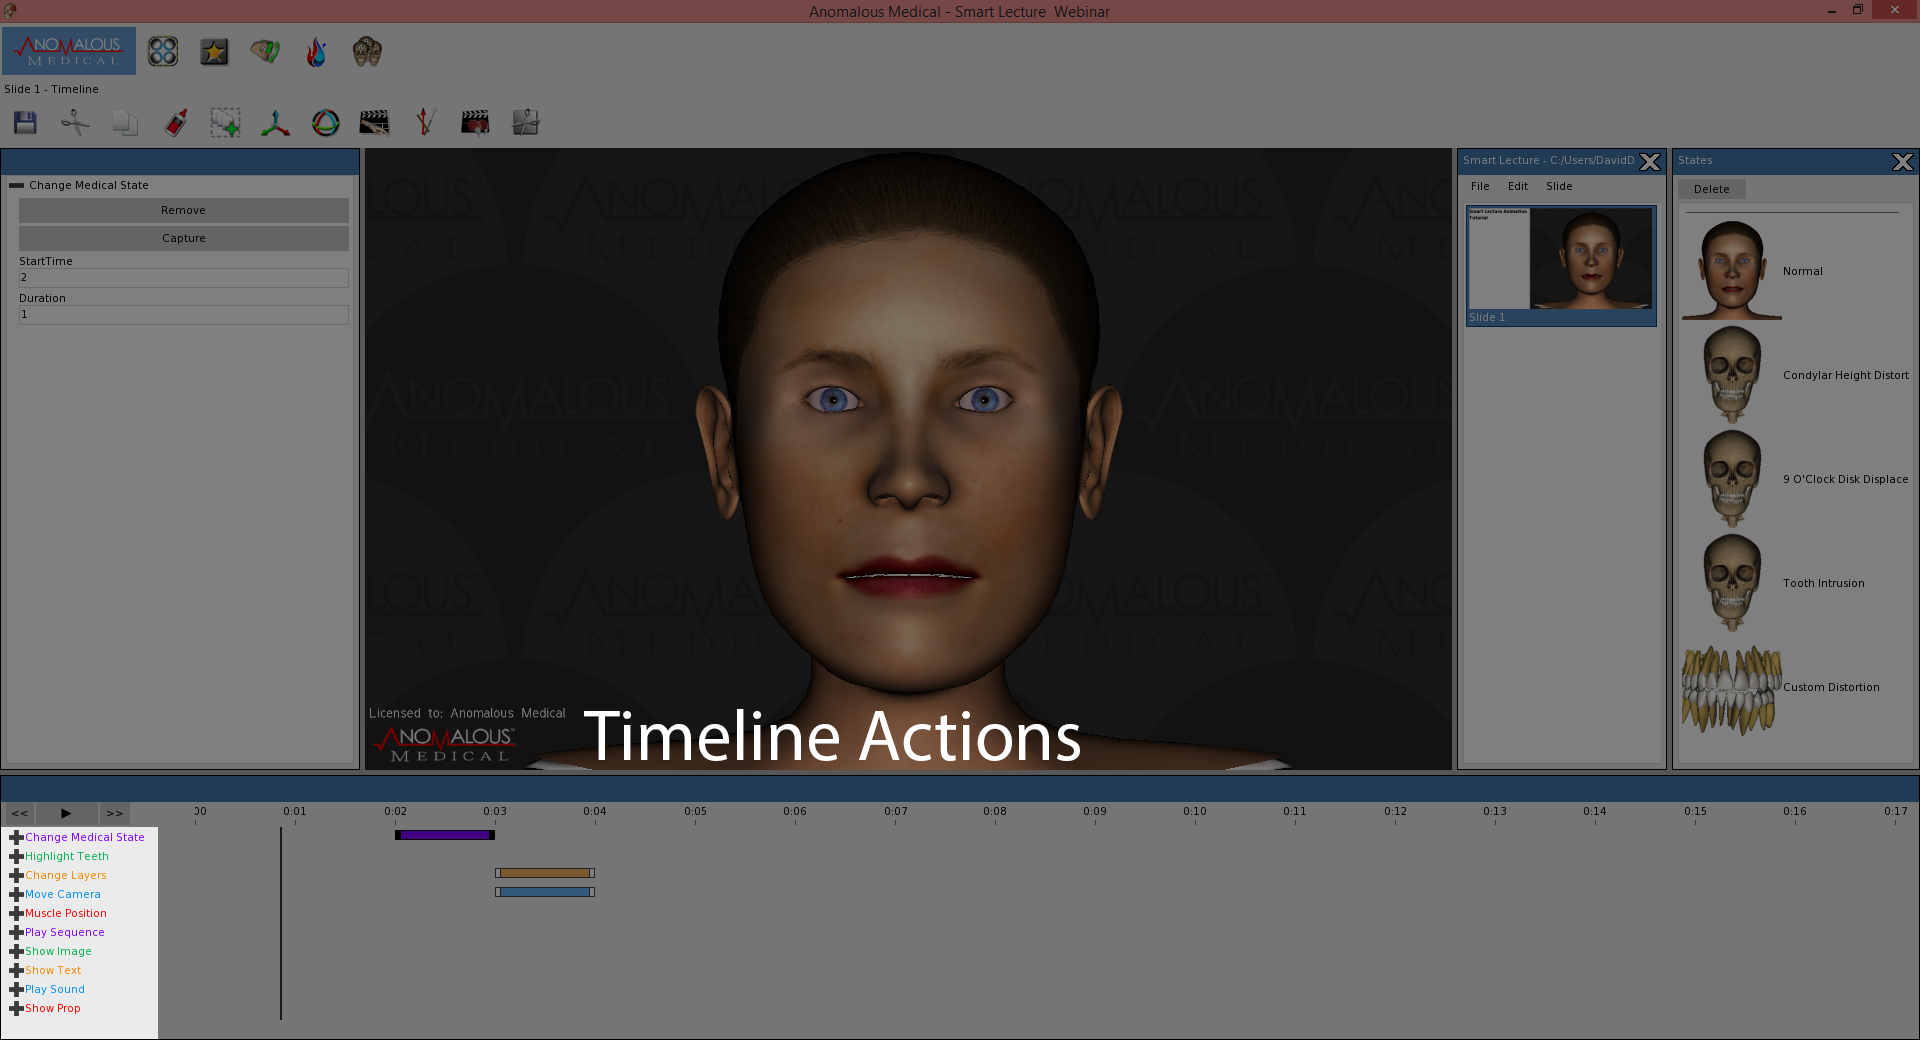 Anomalous Medical - Smart Lecture Webinar
ANOMALOUS
MEDICAL
Slide 1 - Timeline
Change Medical State
Remove
Capture
StartTime
2
Duration
1
Licensed to: Anomalous Medical
ANOMALOUS™
MEDICAL
Timeline Actions
Smart Lecture - C:/Users/DavidD
File Edit Slide
Smart Lecture Animation
Tutorial
Slide 1
States
Delete
Normal
Condylar Height Distort
9 O'Clock Disk Displace
Tooth Intrusion
Custom Distortion
<< >>
00 0:01 0:02 0:03 0:04 0:05 0:06 0:07 0:08 0:09 0:10 0:11 0:12 0:13 0:14 0:15 0:16 0:17
Change Medical State
Highlight Teeth
Change Layers
Move Camera
Muscle Position
Play Sequence
Show Image
Show Text
Play Sound
Show Prop